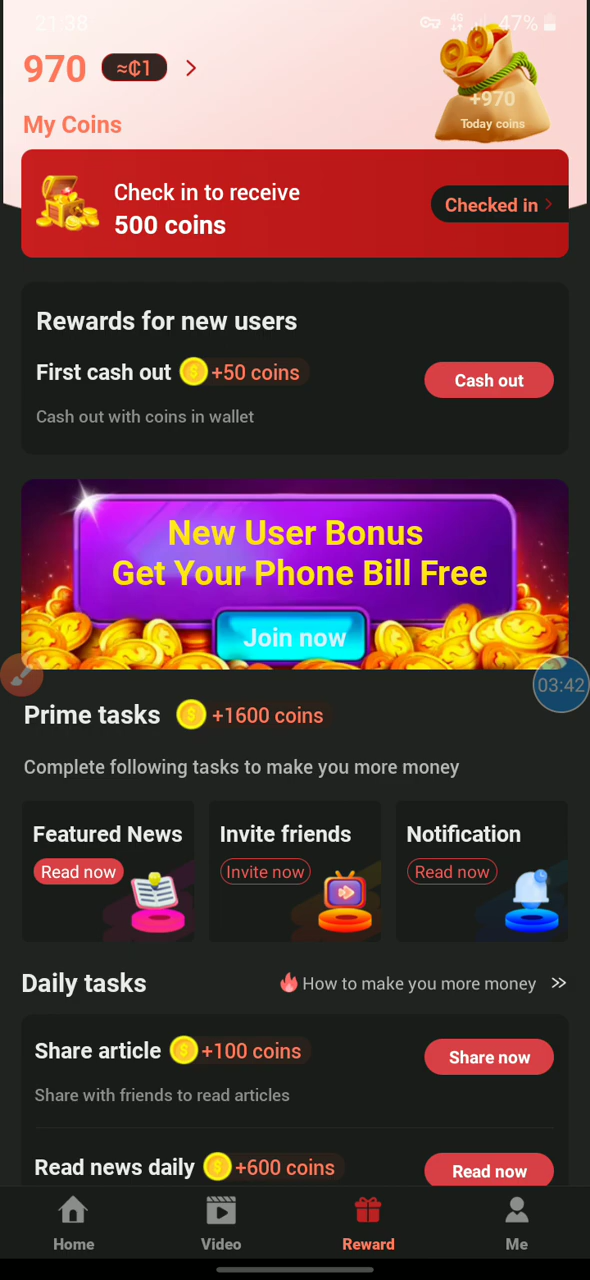 21:38 4G 47%
970 ≈₵1
+970
Today coins
My Coins
Check in to receive
500 coins
Checked in
Rewards for new users
First cash out +50 coins
Cash out
Cash out with coins in wallet
New User Bonus
Get Your Phone Bill Free
Join now
03:42
Prime tasks +1600 coins
Complete following tasks to make you more money
Featured News
Read now
Invite friends
Invite now
Notification
Read now
Daily tasks
How to make you more money
Share article +100 coins
Share now
Share with friends to read articles
Read news daily +600 coins
Read now
Home
Video
Reward
Me